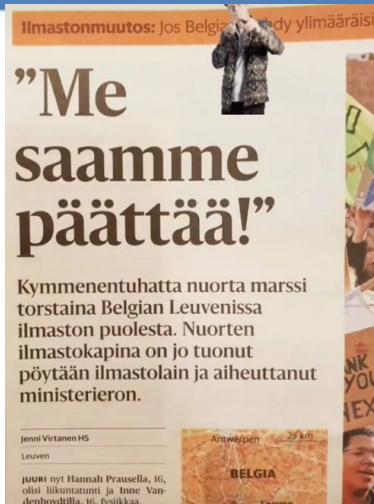 Ilmastonmuutos: Jos Belgia ylimääräisi
”Me
saamme
päättää!”
Kymmenentuhatta nuorta marssi
torstaina Belgian Leuvenissa
ilmaston puolesta. Nuorten
ilmastokapina on jo tuonut
pöytään ilmastolain ja aiheuttanut
ministerieron.
Jenni Virtanen HS
Leuven
JUURI nyt Hannah Prausella, 16,
olisi liikuntatunti ja Inne Van-
denhovdtilla, 16, fysiikkaa.
Antwerpen 25 km
BELGIA